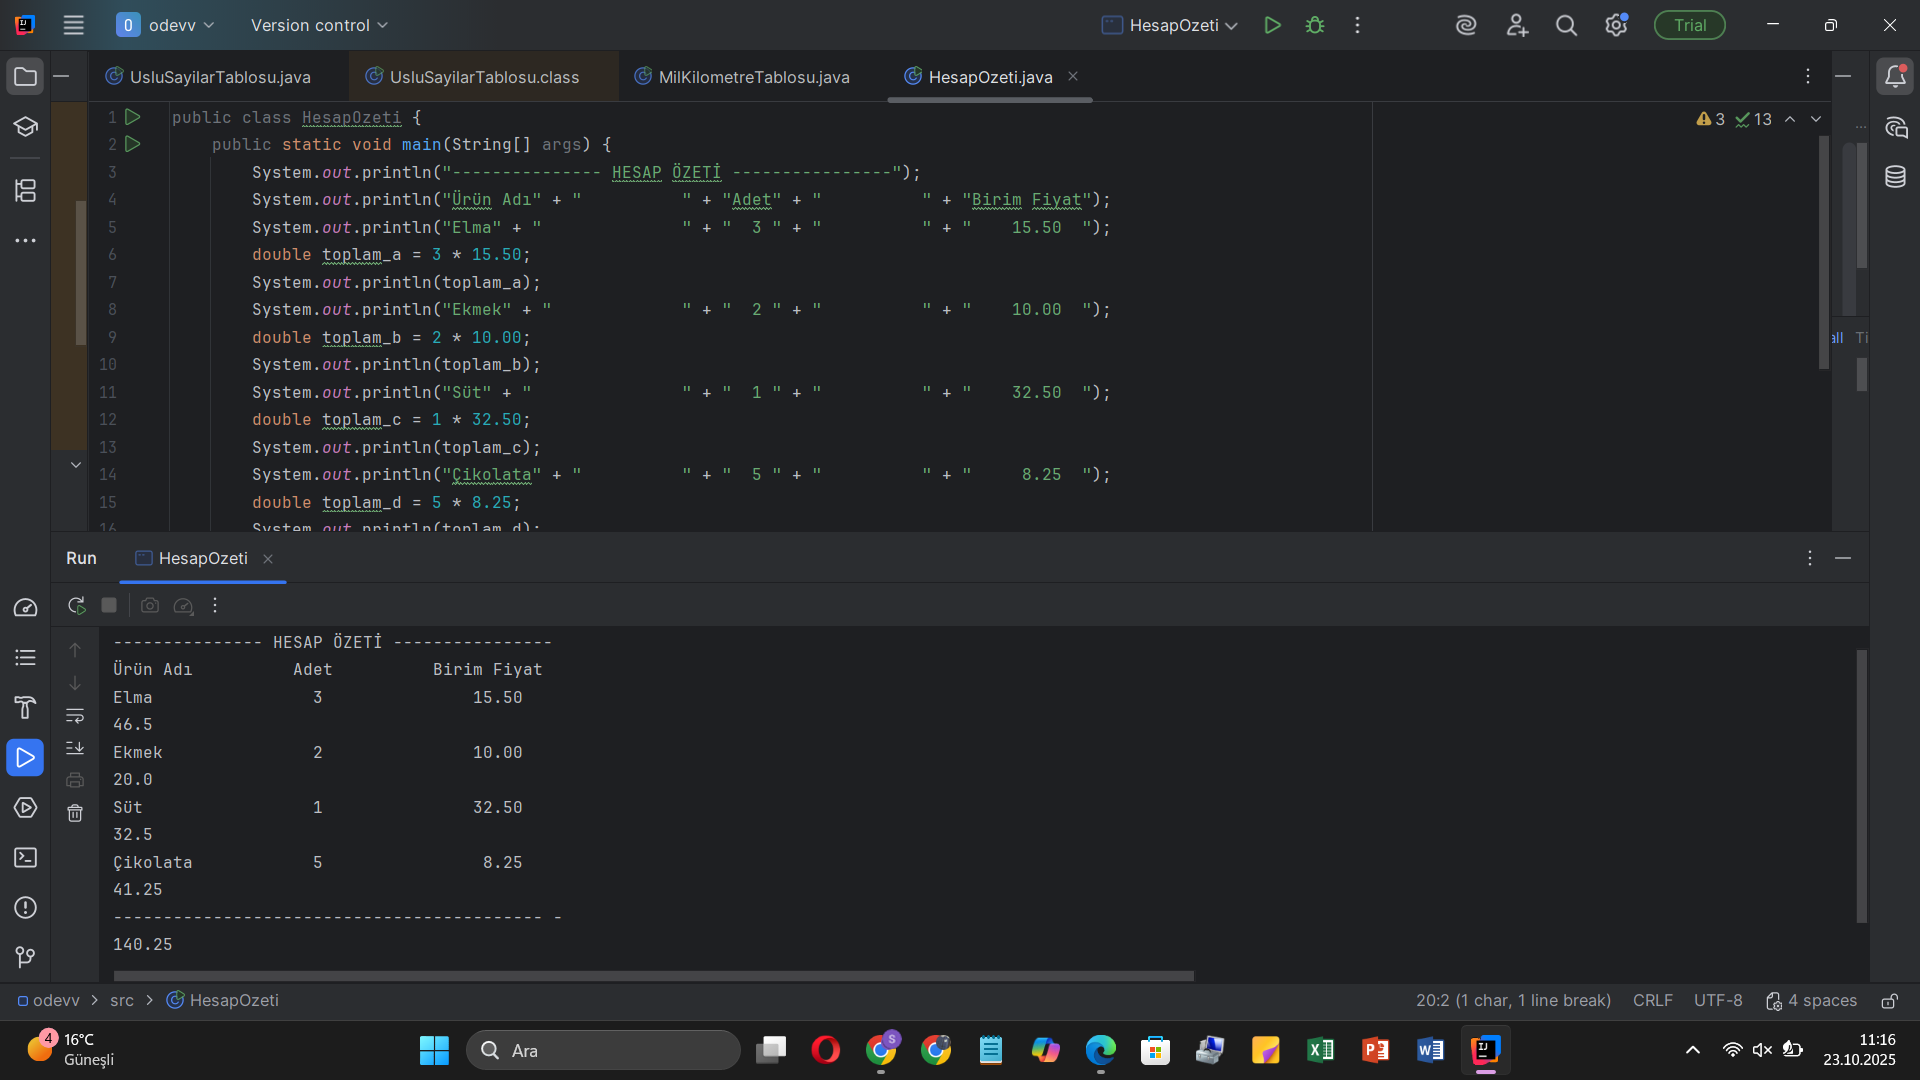 odevv
Version control
HesapOzeti
Trial
UsluSayilarTablosu.java
UsluSayilarTablosu.class
MilKilometreTablosu.java
HesapOzeti.java
3 13
1 public class HesapOzeti {
2 public static void main(String[] args) {
3 System.out.println("--------------- HESAP ÖZETİ ----------------");
4 System.out.println("Ürün Adı" + "          " + "Adet" + "          " + "Birim Fiyat");
5 System.out.println("Elma" + "              " + "  3 " + "          " + "    15.50  ");
6 double toplam_a = 3 * 15.50;
7 System.out.println(toplam_a);
8 System.out.println("Ekmek" + "             " + "  2 " + "          " + "    10.00  ");
9 double toplam_b = 2 * 10.00;
10 System.out.println(toplam_b);
11 System.out.println("Süt" + "               " + "  1 " + "          " + "    32.50  ");
12 double toplam_c = 1 * 32.50;
13 System.out.println(toplam_c);
14 System.out.println("Çikolata" + "          " + "  5 " + "          " + "     8.25  ");
15 double toplam_d = 5 * 8.25;
16 System.out.println(toplam_d);
Run
HesapOzeti
--------------- HESAP ÖZETİ ----------------
Ürün Adı          Adet          Birim Fiyat
Elma                3               15.50
46.5
Ekmek               2               10.00
20.0
Süt                 1               32.50
32.5
Çikolata            5                8.25
41.25
------------------------------------------- -
140.25
odevv > src > HesapOzeti
20:2 (1 char, 1 line break) CRLF UTF-8 4 spaces
4
16°C
Güneşli
Ara
11:16
23.10.2025